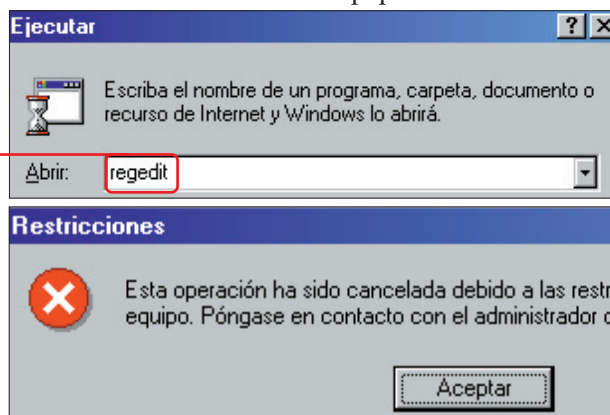 Ejecutar
Escriba el nombre de un programa, carpeta, documento o
recurso de Internet y Windows lo abrirá.
Abrir: regedit
Restricciones
Esta operación ha sido cancelada debido a las
equipo. Póngase en contacto con el administrador
Aceptar